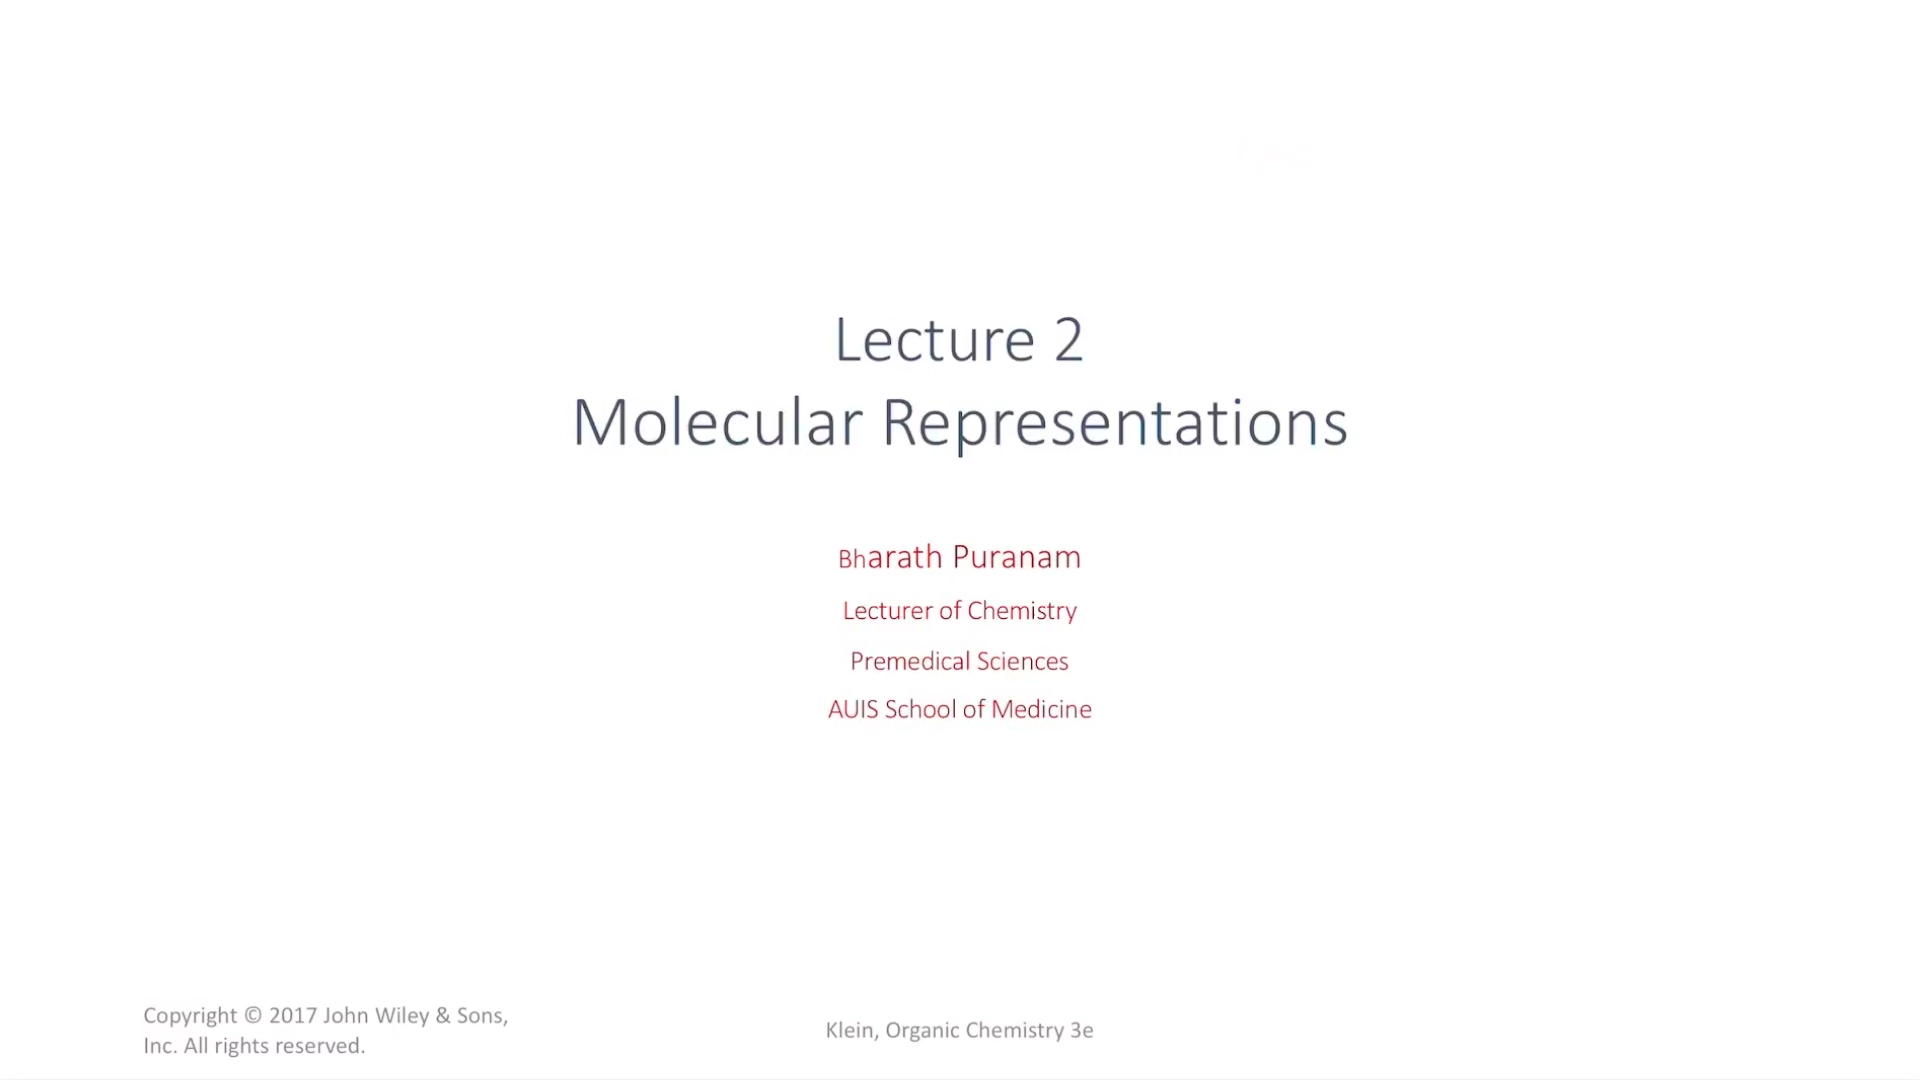 Lecture 2
Molecular Representations
Bharath Puranam
Lecturer of Chemistry
Premedical Sciences
AUIS School of Medicine
Copyright © 2017 John Wiley & Sons,
Inc. All rights reserved.
Klein, Organic Chemistry 3e